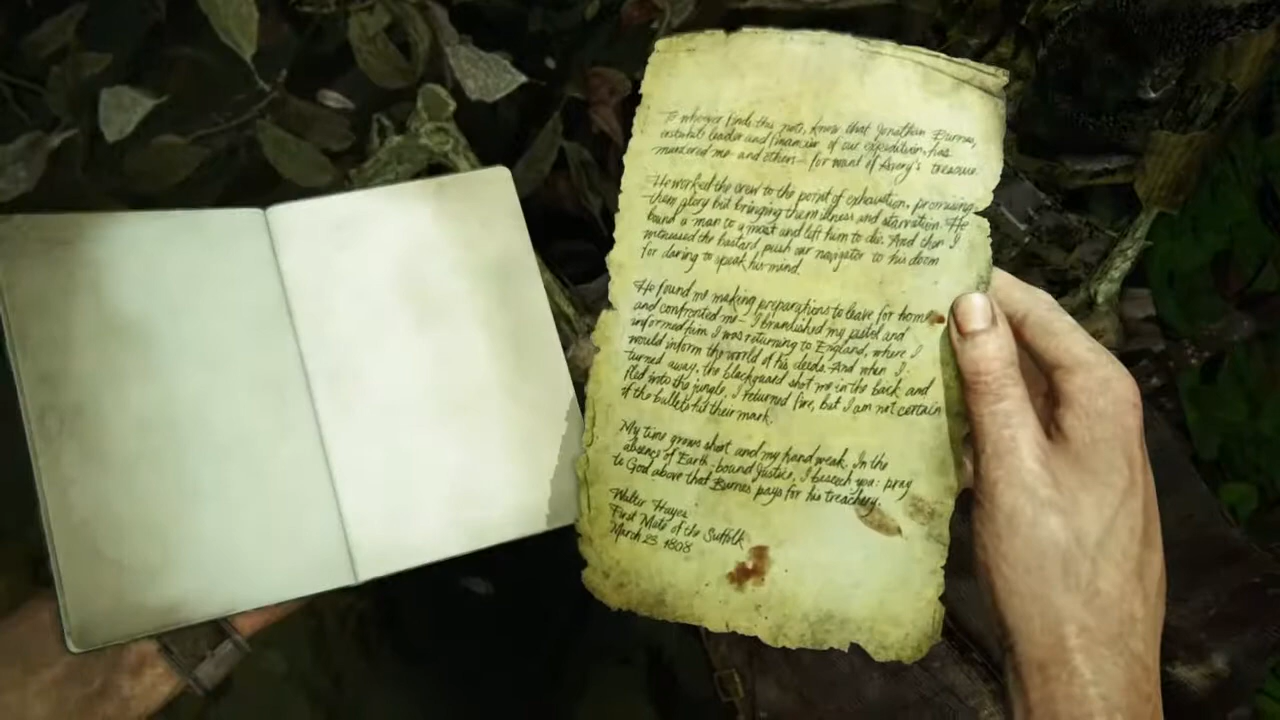 To whoever finds this note, know that Jonathan Burnes,
instable leader and financier of our expedition, has
murdered me and others – for want of Avery's treasure.
He worked the crew to the point of exhaustion, promising
them glory but bringing them illness and starvation. He
bound a man to a mast and left him to die. And then I
witnessed the bastard push our navigator to his doom
for daring to speak his mind.
He found me making preparations to leave for home
and confronted me – I brandished my pistol and
informed him I was returning to England, where I
would inform the world of his deeds. And when I
turned away, the blackguard shot me in the back and
fled into the jungle. I returned fire, but I am not certain
if the bullets hit their mark.
My time grows short and my hand weak. In the
absence of Earth-bound justice, I beseech you: pray
to God above that Burnes pays for his treachery.
Walter Hayes
First Mate of the Suffolk
March 23, 1808